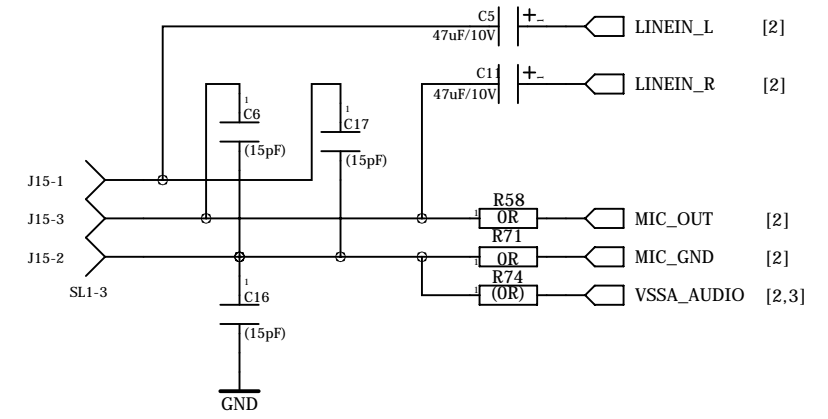 C5
47uF/10V
+
-
LINEIN_L [2]
C11
47uF/10V
+
-
LINEIN_R [2]
1
C6
(15pF)
1
C17
(15pF)
J15-1
J15-3
J15-2
SL1-3
R58
1
0R
MIC_OUT [2]
R71
1
0R
MIC_GND [2]
R74
1
(0R)
VSSA_AUDIO [2,3]
1
C16
(15pF)
GND